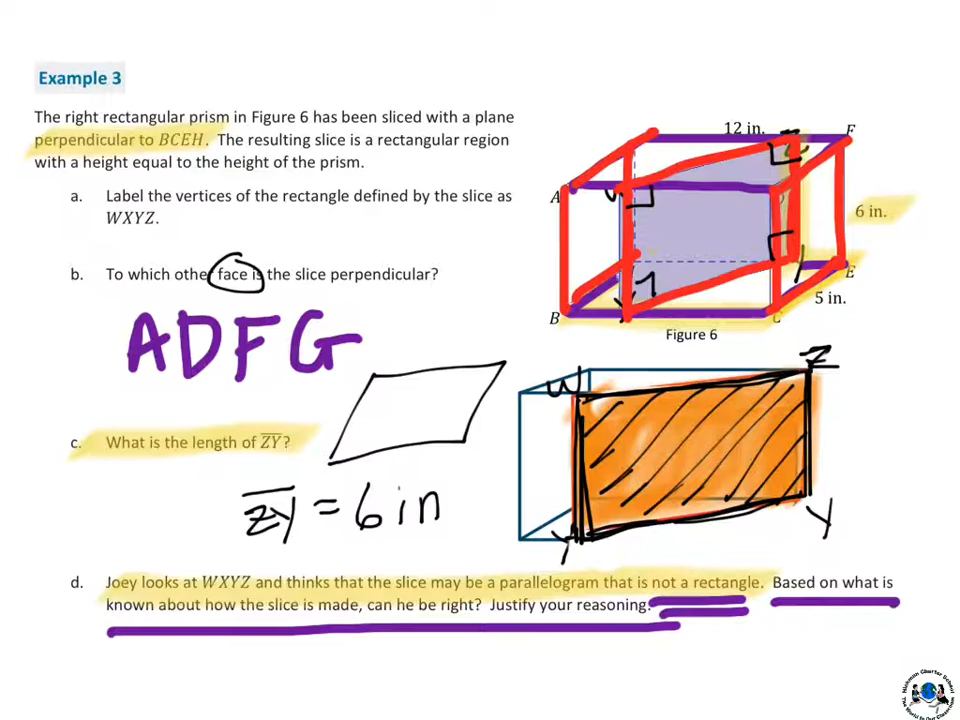 Example 3
The right rectangular prism in Figure 6 has been sliced with a plane
perpendicular to BCEH. The resulting slice is a rectangular region
with a height equal to the height of the prism.
a. Label the vertices of the rectangle defined by the slice as
WXYZ.
b. To which other face is the slice perpendicular?
ADFG
c. What is the length of ZY?
ZY = 6 in
d. Joey looks at WXYZ and thinks that the slice may be a parallelogram that is not a rectangle. Based on what is
known about how the slice is made, can he be right? Justify your reasoning.
12 in.
F
A
6 in.
E
5 in.
B
C
Figure 6
Z
W
Y